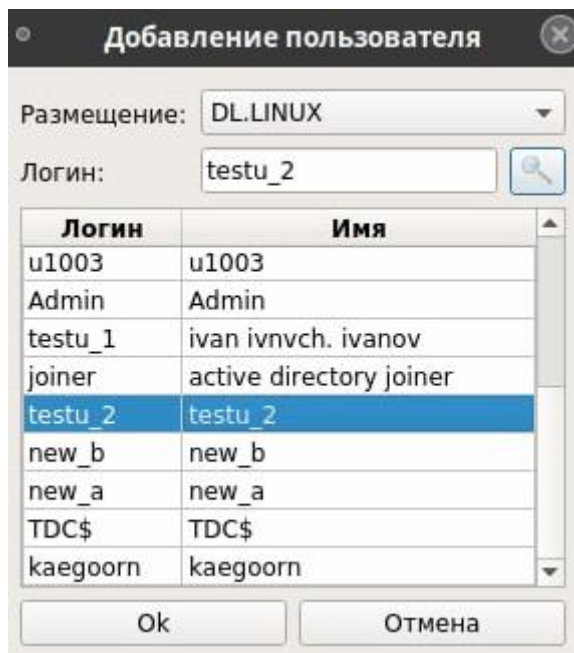 Добавление пользователя
Размещение: DL.LINUX
Логин: testu_2
Логин Имя
u1003 u1003
Admin Admin
testu_1 ivan ivnvch. ivanov
joiner active directory joiner
testu_2 testu_2
new_b new_b
new_a new_a
TDC$ TDC$
kaegoorn kaegoorn
Ok Отмена